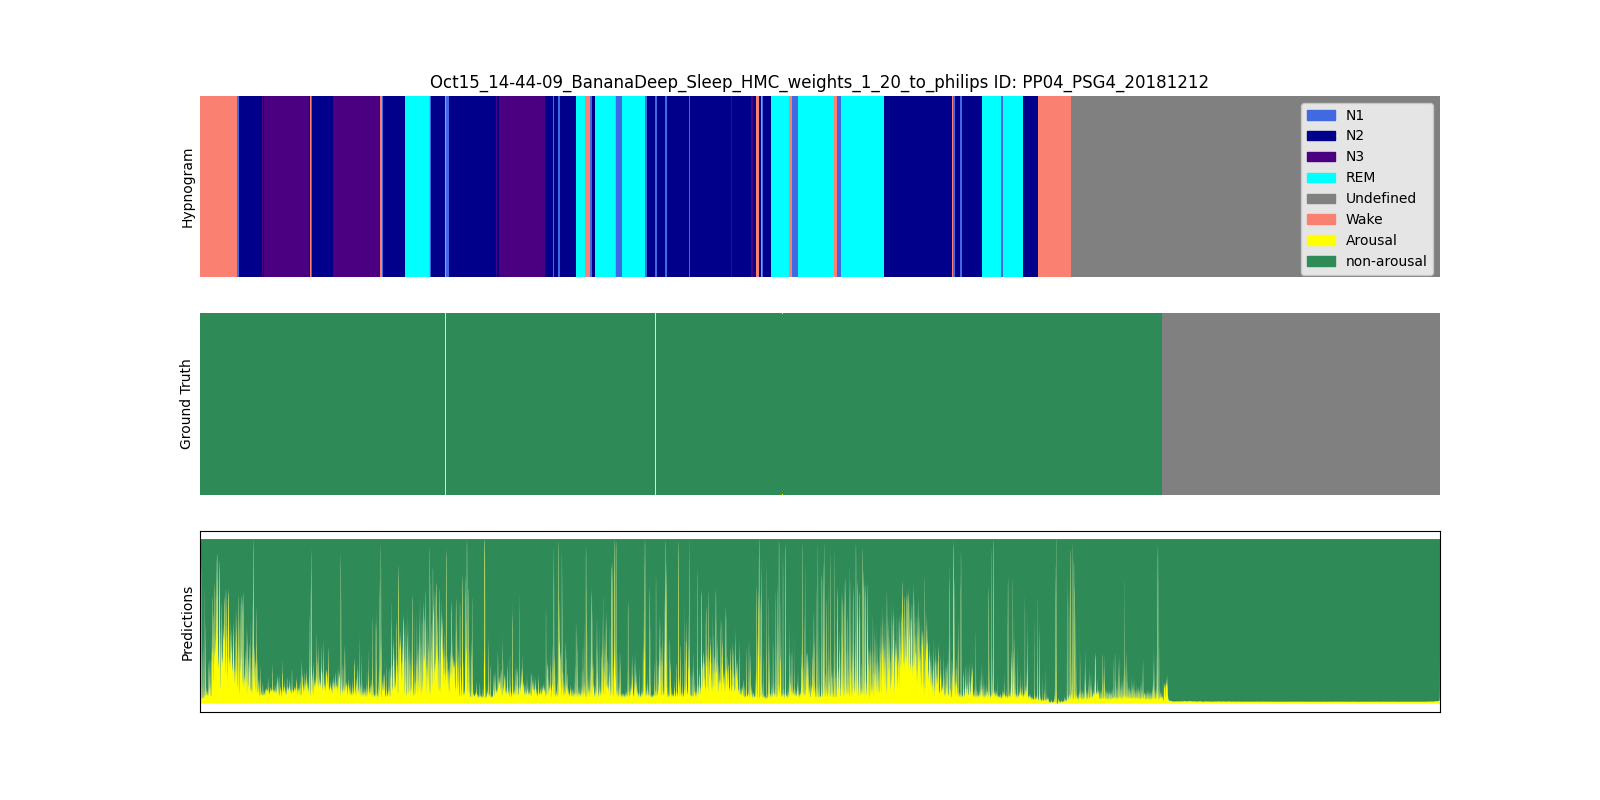 Oct15_14-44-09_BananaDeep_Sleep_HMC_weights_1_20_to_philips ID: PP04_PSG4_20181212
Hypnogram
N1
N2
N3
REM
Undefined
Wake
Arousal
non-arousal
Ground Truth
Predictions